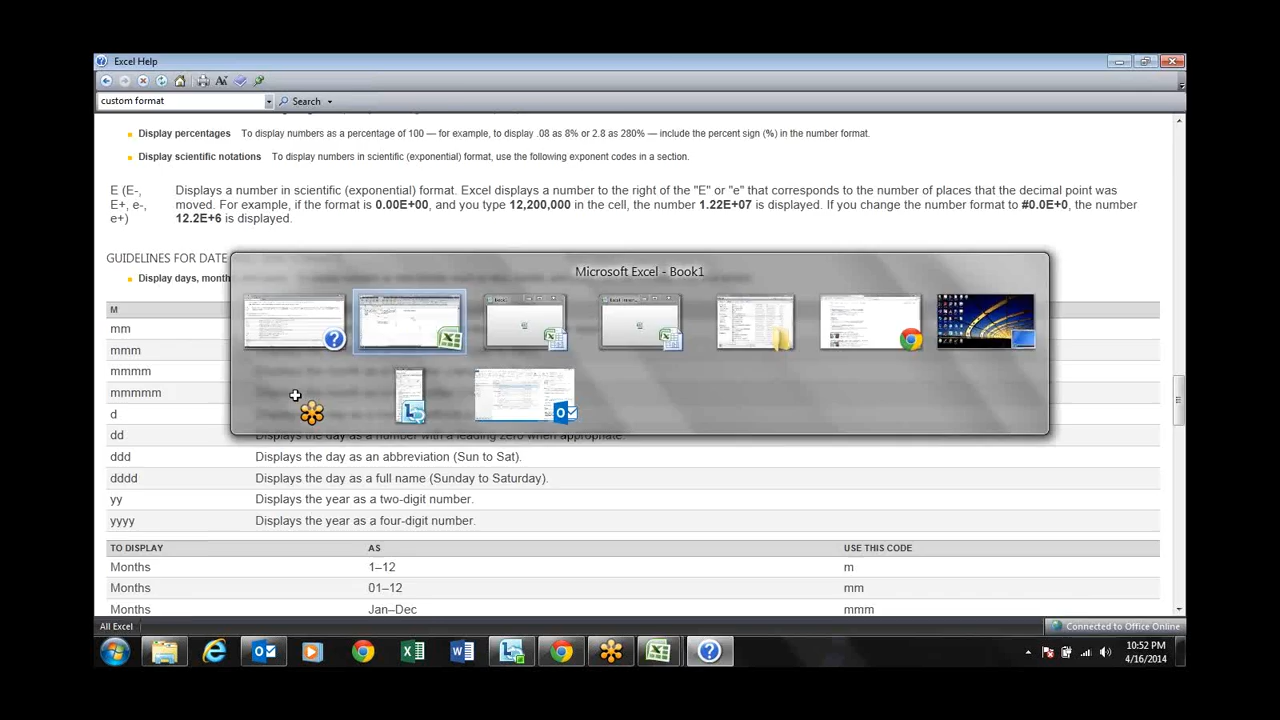 Excel Help
custom format
Search
Display percentages To display numbers as a percentage of 100 — for example, to display .08 as 8% or 2.8 as 280% — include the percent sign (%) in the number format.
Display scientific notations To display numbers in scientific (exponential) format, use the following exponent codes in a section.
E (E-, Displays a number in scientific (exponential) format. Excel displays a number to the right of the "E" or "e" that corresponds to the number of places that the decimal point was
E+, e-, moved. For example, if the format is 0.00E+00, and you type 12,200,000 in the cell, the number 1.22E+07 is displayed. If you change the number format to #0.0E+0, the number
e+) 12.2E+6 is displayed.
GUIDELINES FOR DATE
Microsoft Excel - Book1
Display days, month
M
mm
mmm
mmmm
mmmmm
d
dd Displays the day as a number with a leading zero when appropriate.
ddd Displays the day as an abbreviation (Sun to Sat).
dddd Displays the day as a full name (Sunday to Saturday).
yy Displays the year as a two-digit number.
yyyy Displays the year as a four-digit number.
TO DISPLAY AS USE THIS CODE
Months 1–12 m
Months 01–12 mm
Months Jan–Dec mmm
All Excel Connected to Office Online
10:52 PM
4/16/2014